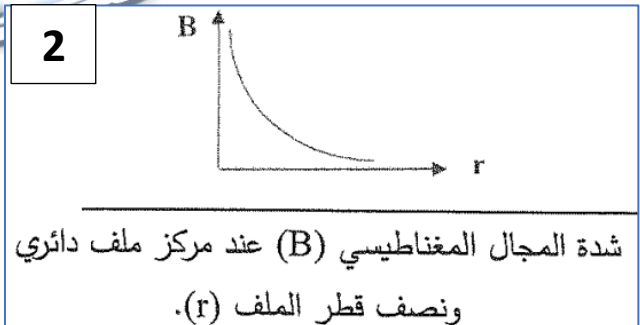 2
B
r
شدة المجال المغناطيسي (B) عند مركز ملف دائري
ونصف قطر الملف (r).